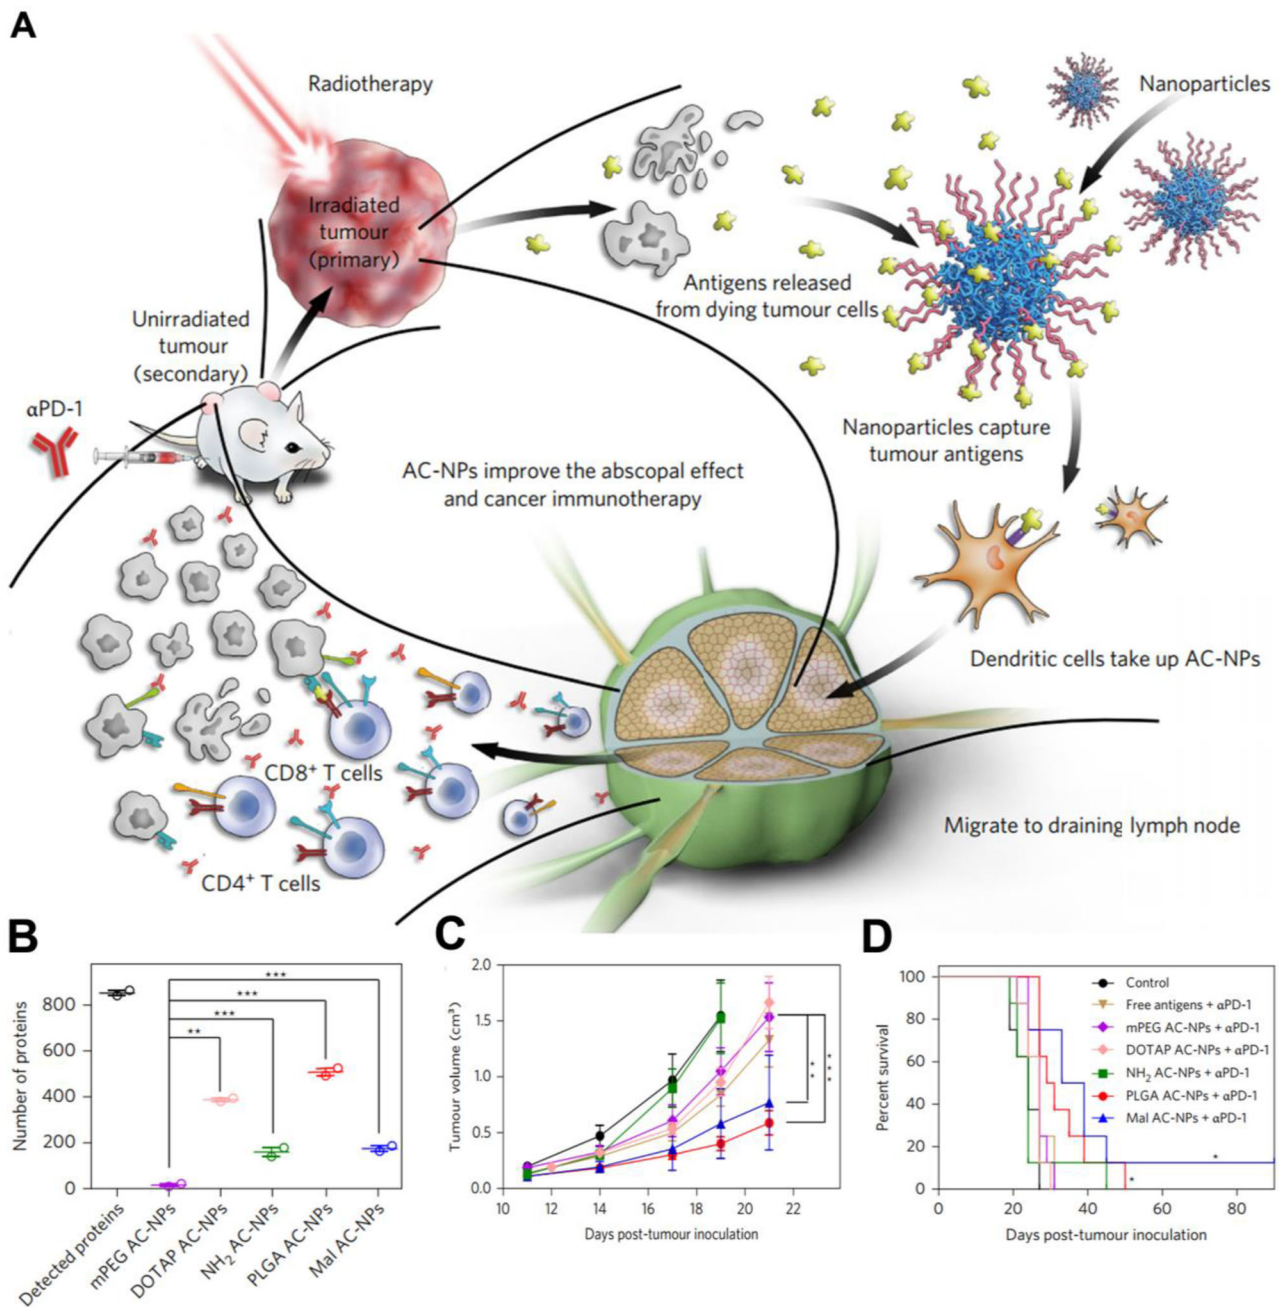 A
Radiotherapy
Nanoparticles
Irradiated
tumour
(primary)
Antigens released
from dying tumour cells
Unirradiated
tumour
(secondary)
αPD-1
Nanoparticles capture
tumour antigens
AC-NPs improve the abscopal effect
and cancer immunotherapy
Dendritic cells take up AC-NPs
CD8⁺ T cells
Migrate to draining lymph node
CD4⁺ T cells
B
Number of proteins
800
600
400
200
0
***
***
***
**
Detected proteins
mPEG AC-NPs
DOTAP AC-NPs
NH₂ AC-NPs
PLGA AC-NPs
Mal AC-NPs
C
Tumour volume (cm³)
2.0
1.5
1.0
0.5
0.0
10 12 14 16 18 20 22
Days post-tumour inoculation
**
***
D
Percent survival
100
80
60
40
20
0
0 20 40 60 80
Days post-tumour inoculation
Control
Free antigens + αPD-1
mPEG AC-NPs + αPD-1
DOTAP AC-NPs + αPD-1
NH₂ AC-NPs + αPD-1
PLGA AC-NPs + αPD-1
Mal AC-NPs + αPD-1
*
*